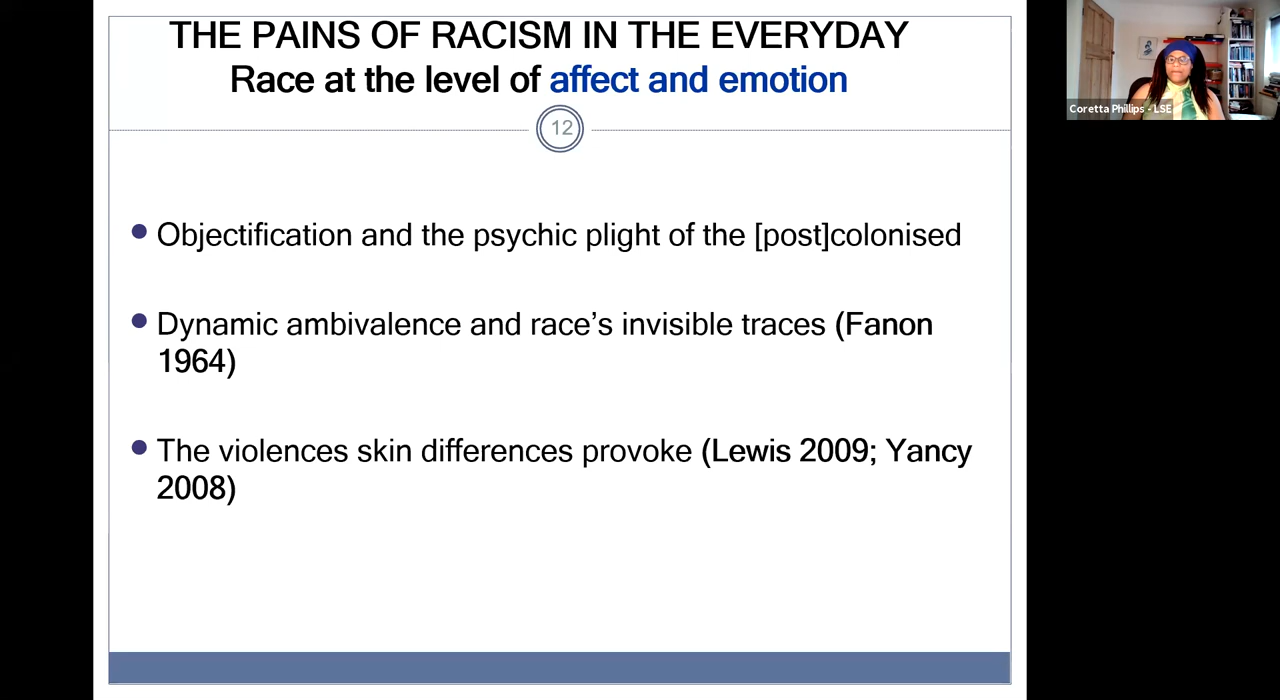 THE PAINS OF RACISM IN THE EVERYDAY
Race at the level of affect and emotion
12
Objectification and the psychic plight of the [post]colonised
Dynamic ambivalence and race’s invisible traces (Fanon
1964)
The violences skin differences provoke (Lewis 2009; Yancy
2008)
Coretta Phillips - LSE